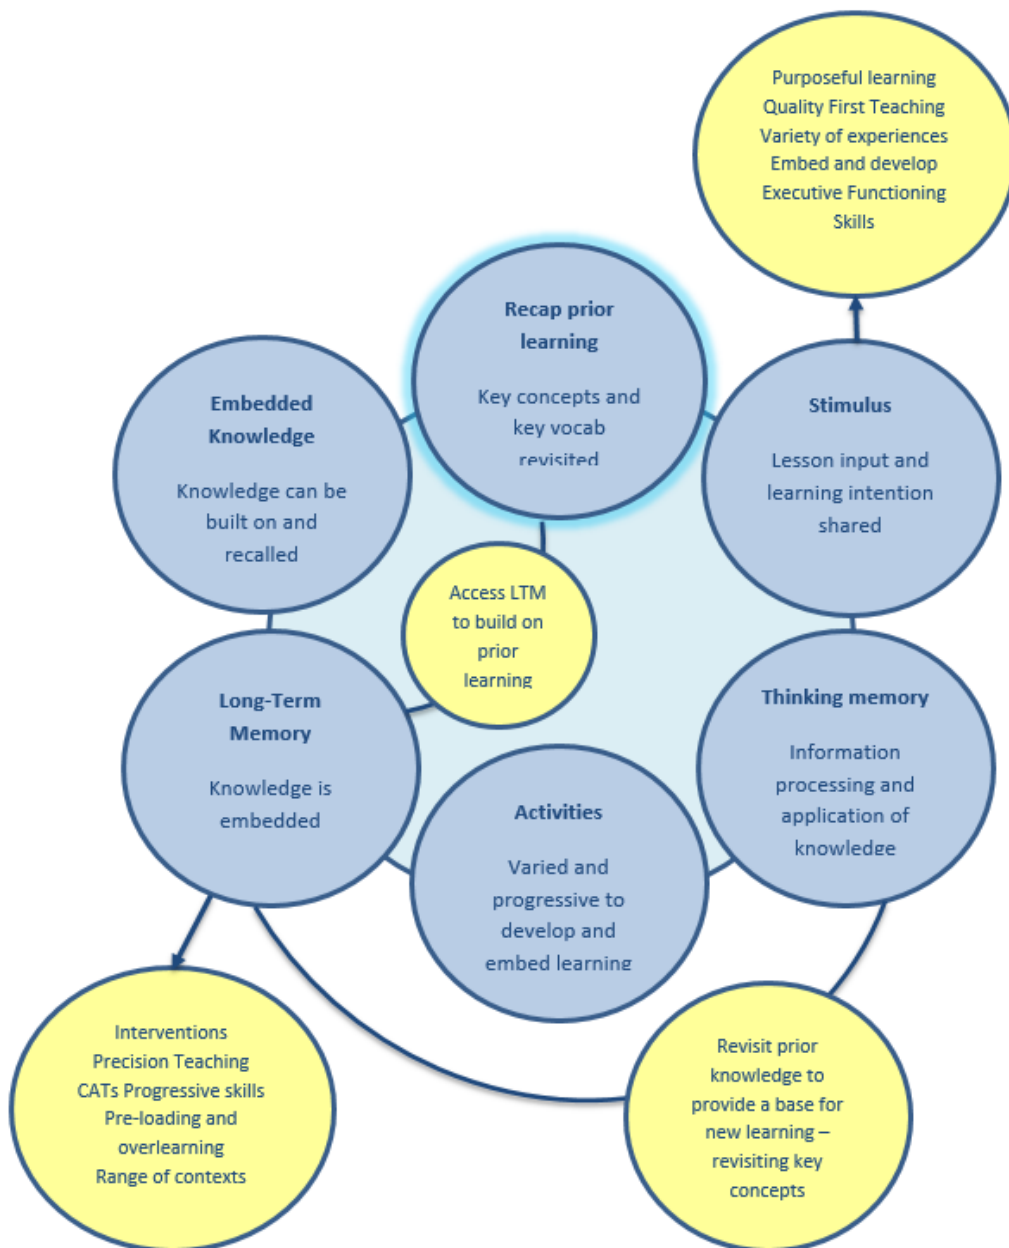 Purposeful learning
Quality First Teaching
Variety of experiences
Embed and develop
Executive Functioning
Skills
Recap prior
learning
Key concepts and
key vocab
revisited
Embedded
Knowledge
Knowledge can be
built on and
recalled
Stimulus
Lesson input and
learning intention
shared
Access LTM
to build on
prior
learning
Long-Term
Memory
Knowledge is
embedded
Thinking memory
Information
processing and
application of
knowledge
Activities
Varied and
progressive to
develop and
embed learning
Interventions
Precision Teaching
CATs Progressive skills
Pre-loading and
overlearning
Range of contexts
Revisit prior
knowledge to
provide a base for
new learning –
revisiting key
concepts